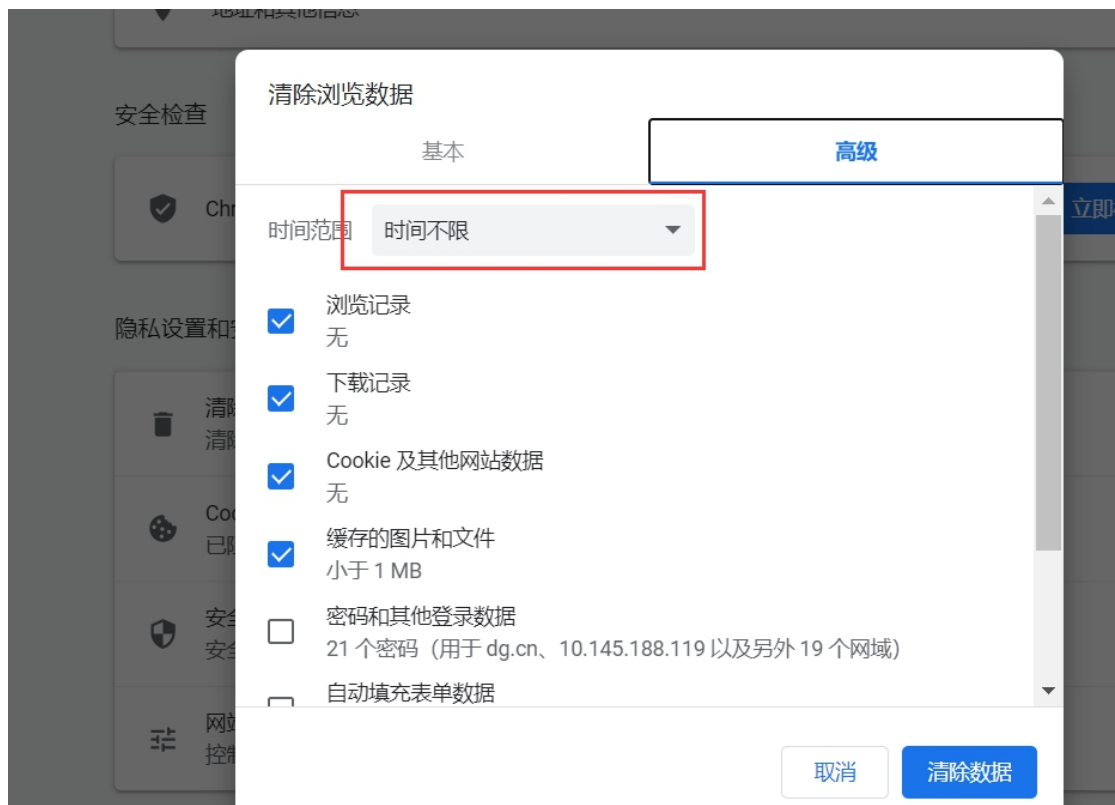 地址和其他信息
清除浏览数据
安全检查
基本
高级
Chr
立即
时间范围
时间不限
浏览记录
无
隐私设置和安
下载记录
无
清除
清除
Cookie 及其他网站数据
无
Coo
已阻
缓存的图片和文件
小于 1 MB
安全
安全
密码和其他登录数据
21 个密码（用于 dg.cn、10.145.188.119 以及另外 19 个网域）
自动填充表单数据
网站
控制
取消
清除数据